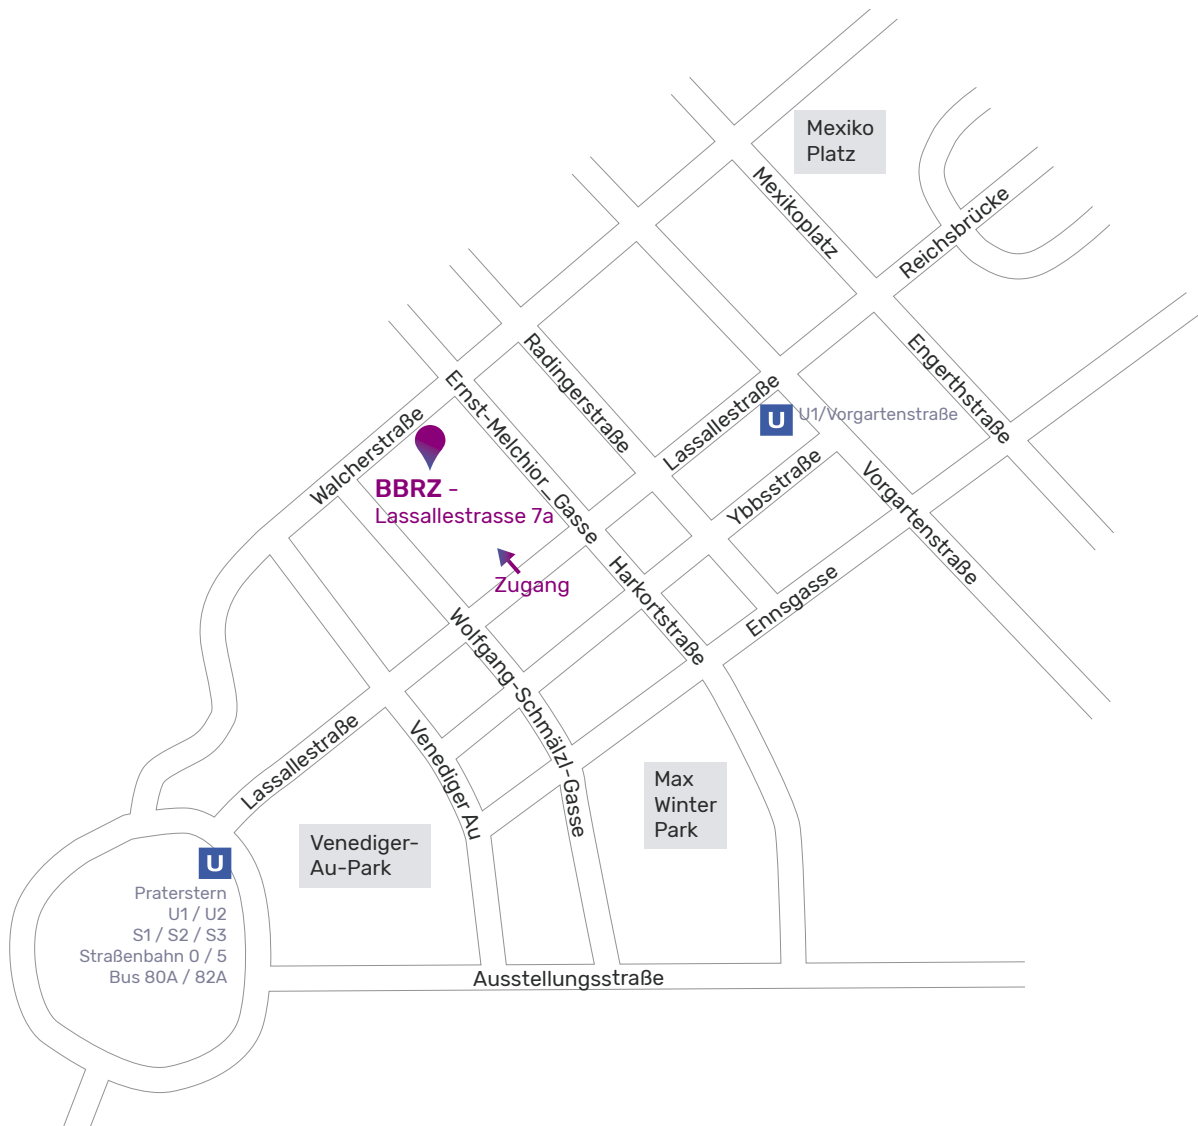 Mexiko
Platz
Mexikoplatz
Reichsbrücke
Radingerstraße
Engerthstraße
Ernst-Melchior_Gasse
Lassallestraße
U
U1/Vorgartenstraße
Walcherstraße
BBRZ -
Lassallestrasse 7a
Ybbsstraße
Vorgartenstraße
Zugang
Harkortstraße
Ennsgasse
Wolfgang-Schmälzl-Gasse
Lassallestraße
Venediger Au
Max
Winter
Park
Venediger-
Au-Park
U
Praterstern
U1 / U2
S1 / S2 / S3
Straßenbahn 0 / 5
Bus 80A / 82A
Ausstellungsstraße